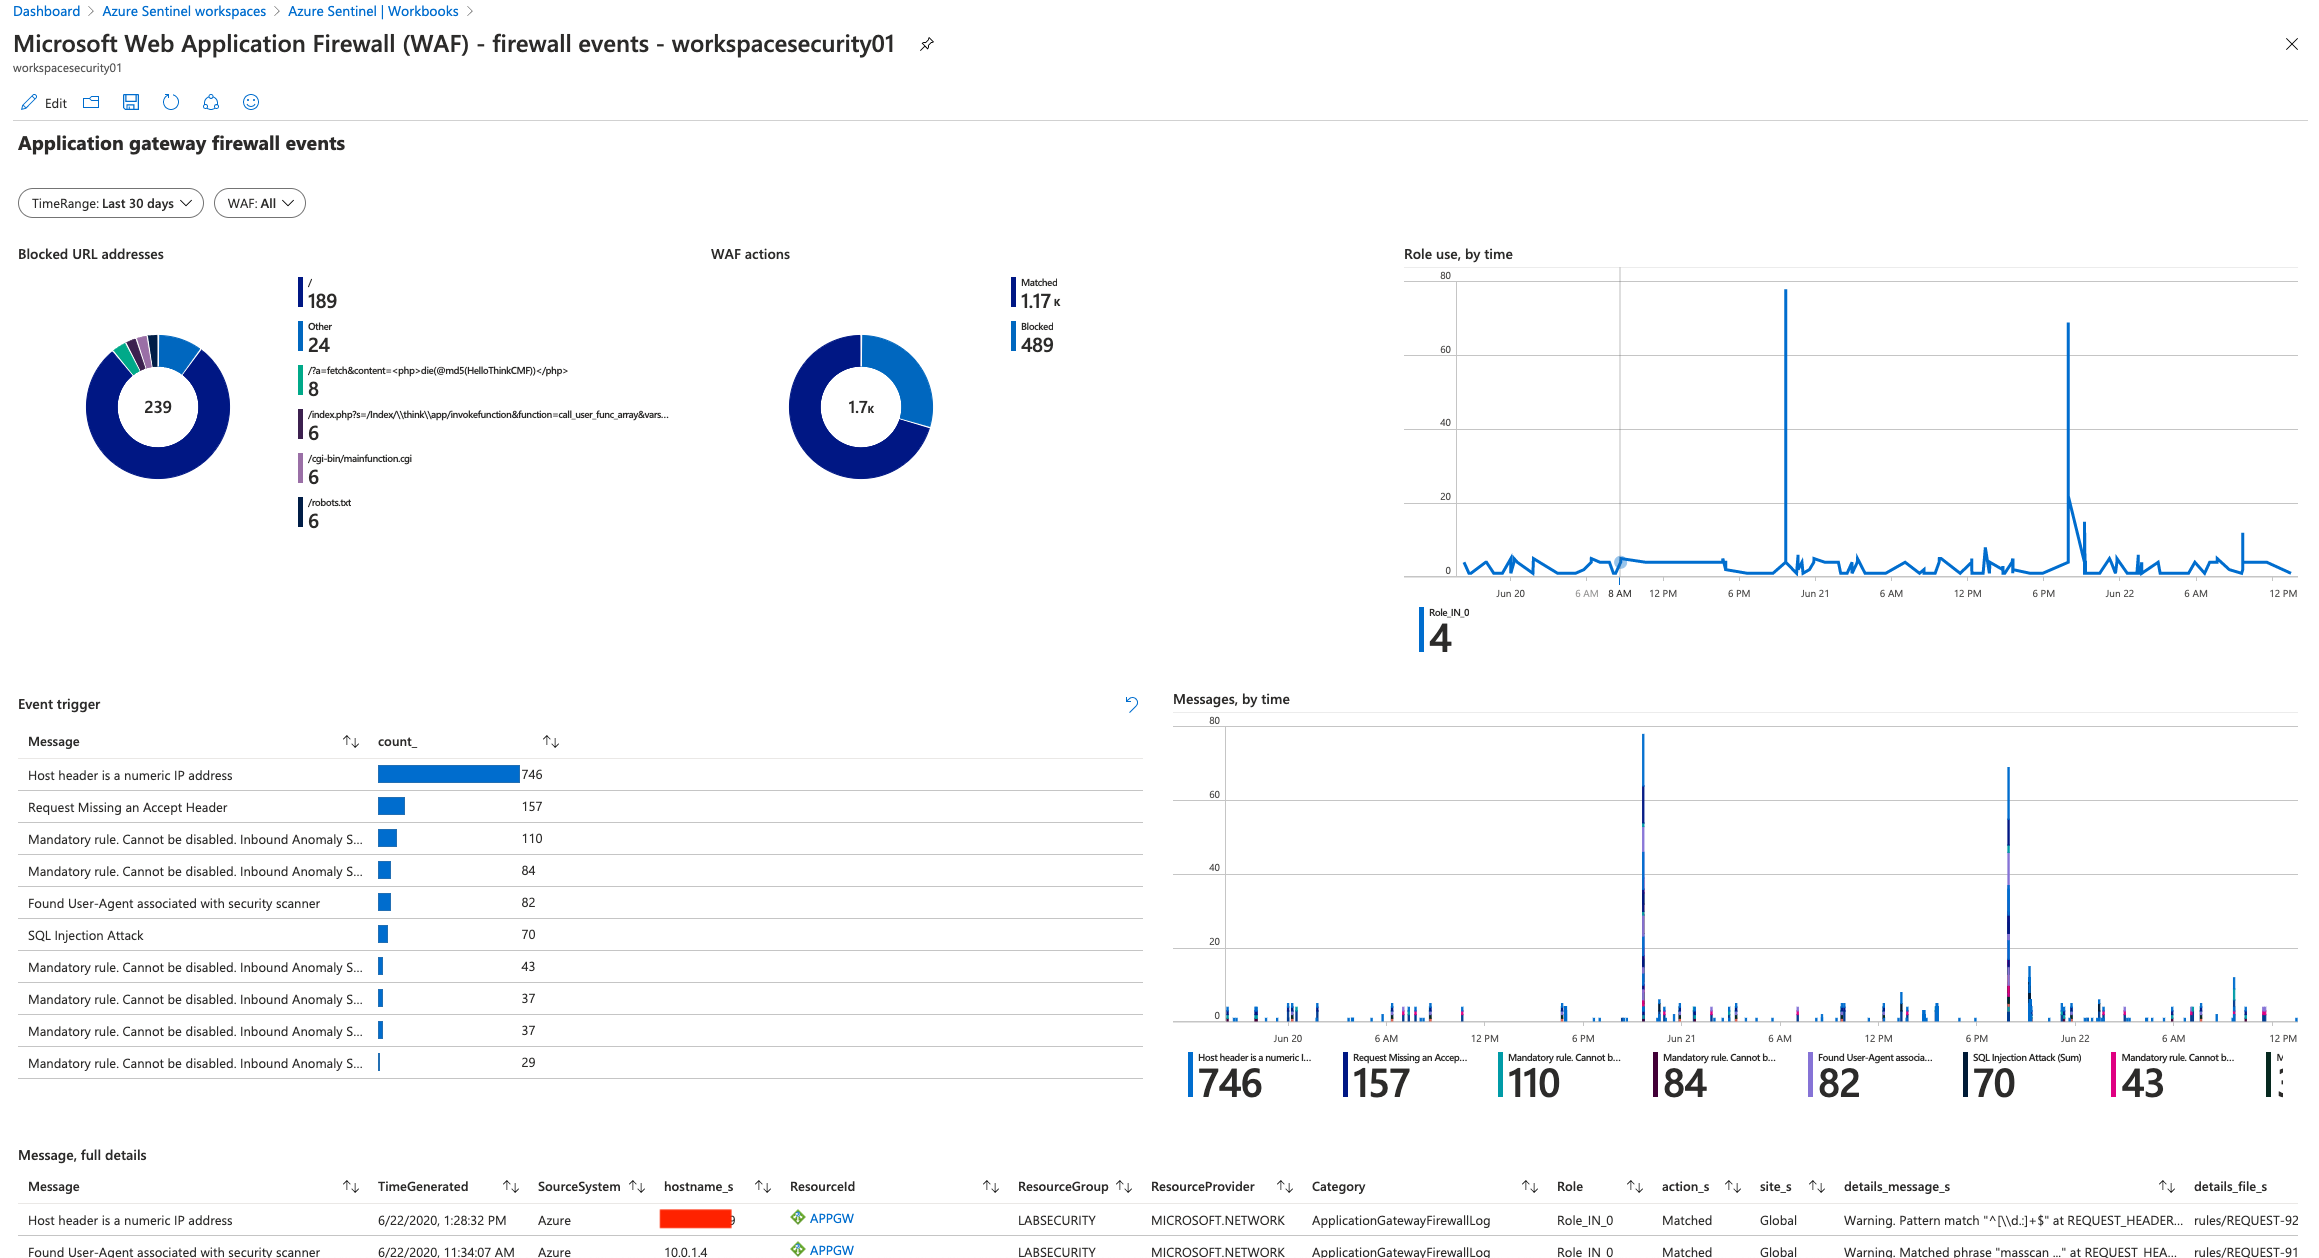 Dashboard > Azure Sentinel workspaces > Azure Sentinel | Workbooks >
Microsoft Web Application Firewall (WAF) - firewall events - workspacesecurity01
workspacesecurity01
Edit
Application gateway firewall events
TimeRange: Last 30 days
WAF: All
Blocked URL addresses
239
/
189
Other
24
/?a=fetch&content=<php>die(@md5(HelloThinkCMF))</php>
8
/index.php?s=/Index/\\think\\app/invokefunction&function=call_user_func_array&vars...
6
/cgi-bin/mainfunction.cgi
6
/robots.txt
6
WAF actions
1.7K
Matched
1.17 K
Blocked
489
Role use, by time
80
60
40
20
0
Jun 20 6 AM 8 AM 12 PM 6 PM Jun 21 6 AM 12 PM 6 PM Jun 22 6 AM 12 PM
Role_IN_0
4
Event trigger
Message count_
Host header is a numeric IP address 746
Request Missing an Accept Header 157
Mandatory rule. Cannot be disabled. Inbound Anomaly S... 110
Mandatory rule. Cannot be disabled. Inbound Anomaly S... 84
Found User-Agent associated with security scanner 82
SQL Injection Attack 70
Mandatory rule. Cannot be disabled. Inbound Anomaly S... 43
Mandatory rule. Cannot be disabled. Inbound Anomaly S... 37
Mandatory rule. Cannot be disabled. Inbound Anomaly S... 37
Mandatory rule. Cannot be disabled. Inbound Anomaly S... 29
Messages, by time
80
60
40
20
0
Jun 20 6 AM 12 PM 6 PM Jun 21 6 AM 12 PM 6 PM Jun 22 6 AM 12 PM
Host header is a numeric I... Request Missing an Accep... Mandatory rule. Cannot b... Mandatory rule. Cannot b... Found User-Agent associa... SQL Injection Attack (Sum) Mandatory rule. Cannot b...
746 157 110 84 82 70 43
Message, full details
Message TimeGenerated SourceSystem hostname_s ResourceId ResourceGroup ResourceProvider Category Role action_s site_s details_message_s details_file_s
Host header is a numeric IP address 6/22/2020, 1:28:32 PM Azure APPGW LABSECURITY MICROSOFT.NETWORK ApplicationGatewayFirewallLog Role_IN_0 Matched Global Warning. Pattern match "^[\\d.:]+$" at REQUEST_HEADER... rules/REQUEST-92
Found User-Agent associated with security scanner 6/22/2020, 11:34:07 AM Azure 10.0.1.4 APPGW LABSECURITY MICROSOFT.NETWORK ApplicationGatewayFirewallLog Role_IN_0 Matched Global Warning. Matched phrase "masscan ..." at REQUEST_HEA... rules/REQUEST-91